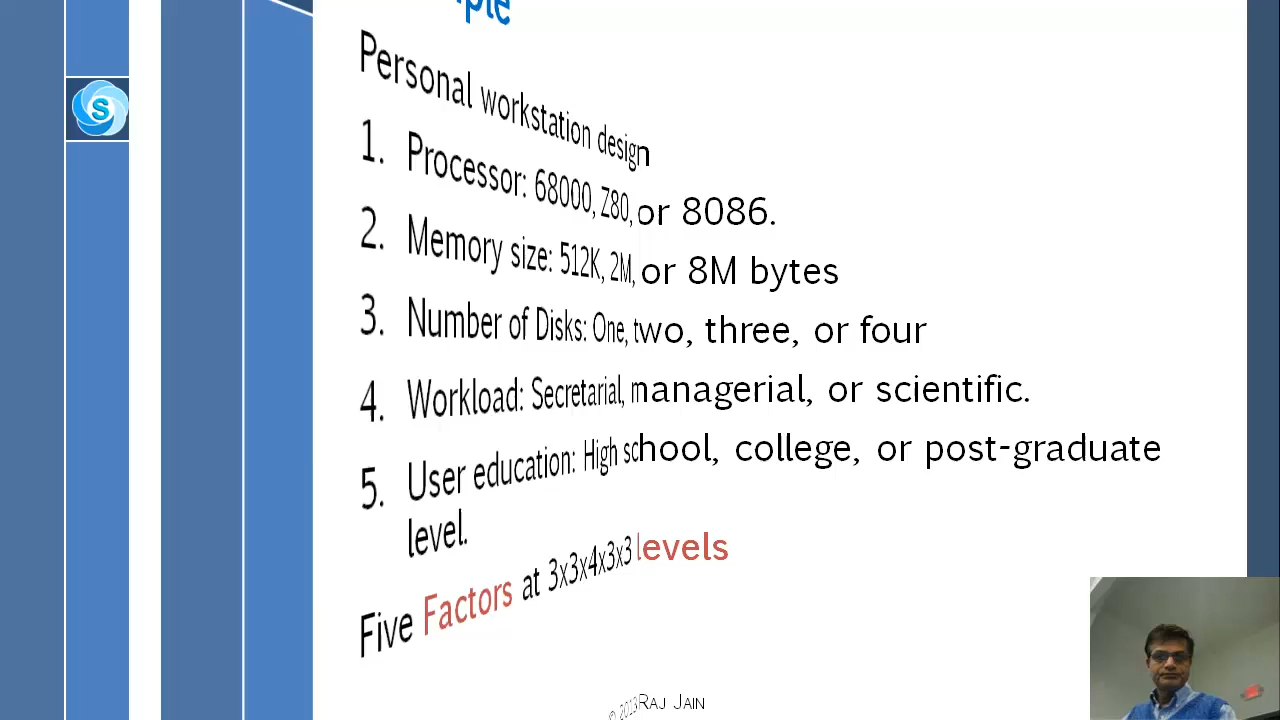 Personal workstation design
1. Processor: 68000, Z80, or 8086.
2. Memory size: 512K, 2M, or 8M bytes
3. Number of Disks: One, two, three, or four
4. Workload: Secretarial, managerial, or scientific.
5. User education: High school, college, or post-graduate
level.
Five Factors at 3x3x4x3x3 levels
© 2013 RAJ JAIN
S